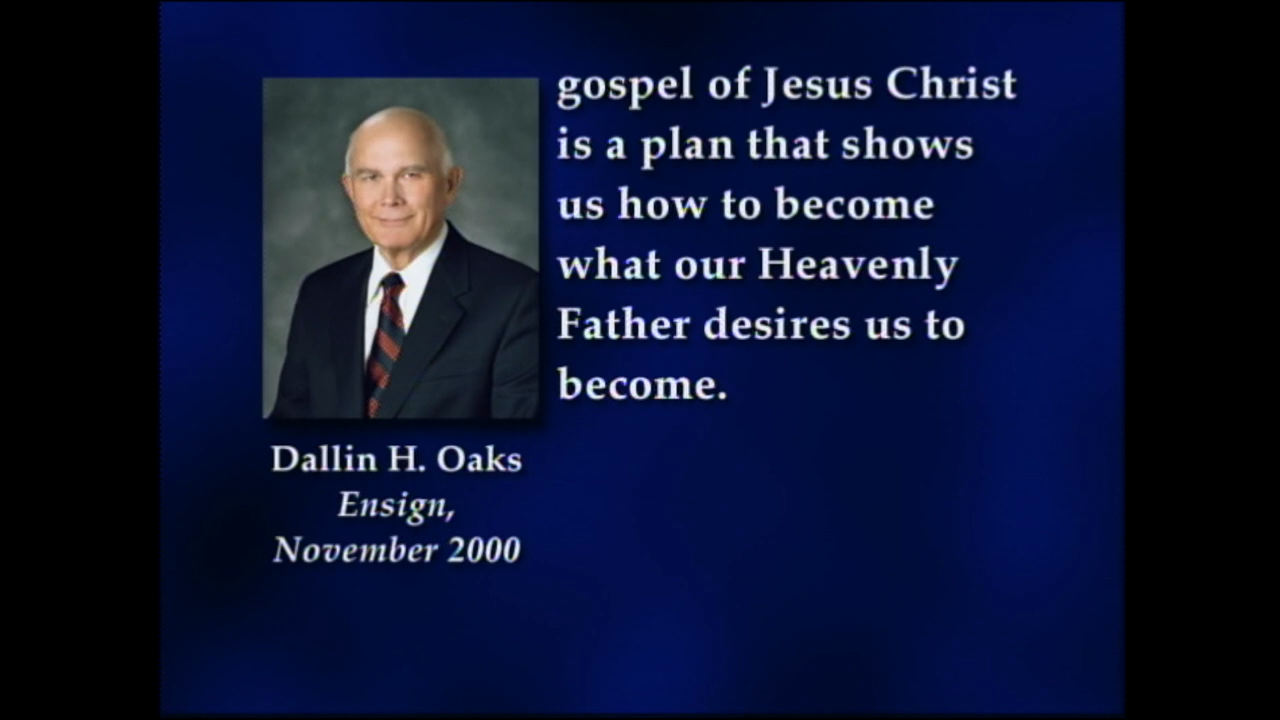 gospel of Jesus Christ
is a plan that shows
us how to become
what our Heavenly
Father desires us to
become.
Dallin H. Oaks
Ensign,
November 2000